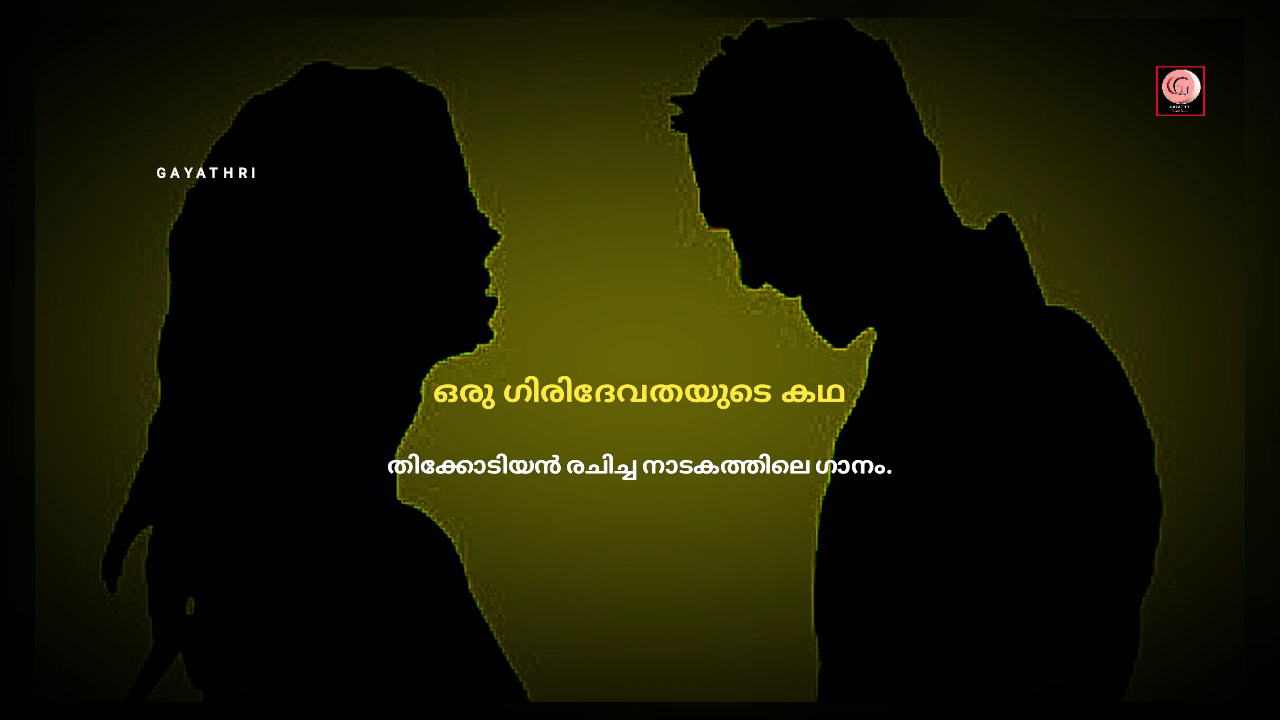 GAYATHRI
ഒരു ഗിരിദേവതയുടെ കഥ
തിക്കോടിയൻ രചിച്ച നാടകത്തിലെ ഗാനം.